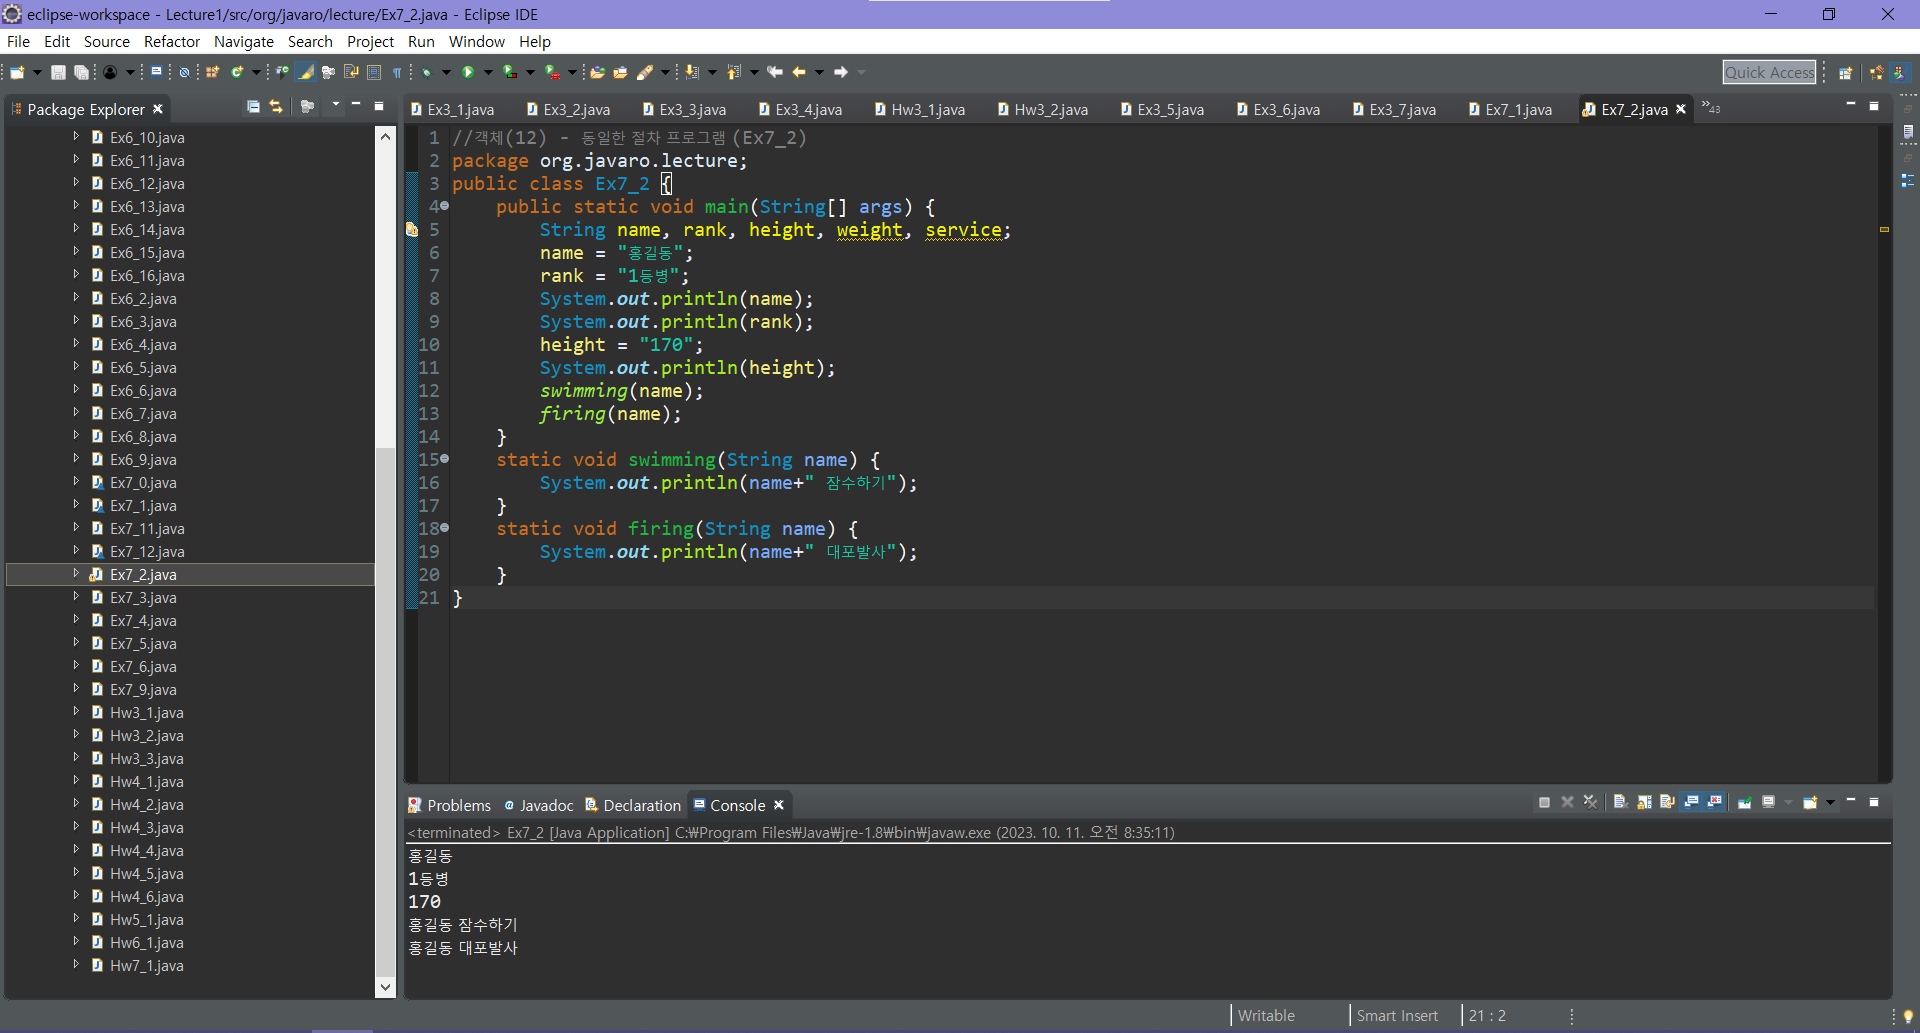 eclipse-workspace - Lecture1/src/org/javaro/lecture/Ex7_2.java - Eclipse IDE
File Edit Source Refactor Navigate Search Project Run Window Help
Quick Access
Package Explorer
Ex3_1.java Ex3_2.java Ex3_3.java Ex3_4.java Hw3_1.java Hw3_2.java Ex3_5.java Ex3_6.java Ex3_7.java Ex7_1.java Ex7_2.java »43
Ex6_10.java
Ex6_11.java
Ex6_12.java
Ex6_13.java
Ex6_14.java
Ex6_15.java
Ex6_16.java
Ex6_2.java
Ex6_3.java
Ex6_4.java
Ex6_5.java
Ex6_6.java
Ex6_7.java
Ex6_8.java
Ex6_9.java
Ex7_0.java
Ex7_1.java
Ex7_11.java
Ex7_12.java
Ex7_2.java
Ex7_3.java
Ex7_4.java
Ex7_5.java
Ex7_6.java
Ex7_9.java
Hw3_1.java
Hw3_2.java
Hw3_3.java
Hw4_1.java
Hw4_2.java
Hw4_3.java
Hw4_4.java
Hw4_5.java
Hw4_6.java
Hw5_1.java
Hw6_1.java
Hw7_1.java
1 //객체(12) - 동일한 절차 프로그램(Ex7_2)
2 package org.javaro.lecture;
3 public class Ex7_2 {
4 public static void main(String[] args) {
5 String name, rank, height, weight, service;
6 name = "홍길동";
7 rank = "1등병";
8 System.out.println(name);
9 System.out.println(rank);
10 height = "170";
11 System.out.println(height);
12 swimming(name);
13 firing(name);
14 }
15 static void swimming(String name) {
16 System.out.println(name+" 잠수하기");
17 }
18 static void firing(String name) {
19 System.out.println(name+" 대포발사");
20 }
21 }
Problems Javadoc Declaration Console
<terminated> Ex7_2 [Java Application] C:₩Program Files₩Java₩jre-1.8₩bin₩javaw.exe (2023. 10. 11. 오전 8:35:11)
홍길동
1등병
170
홍길동 잠수하기
홍길동 대포발사
Writable Smart Insert 21 : 2